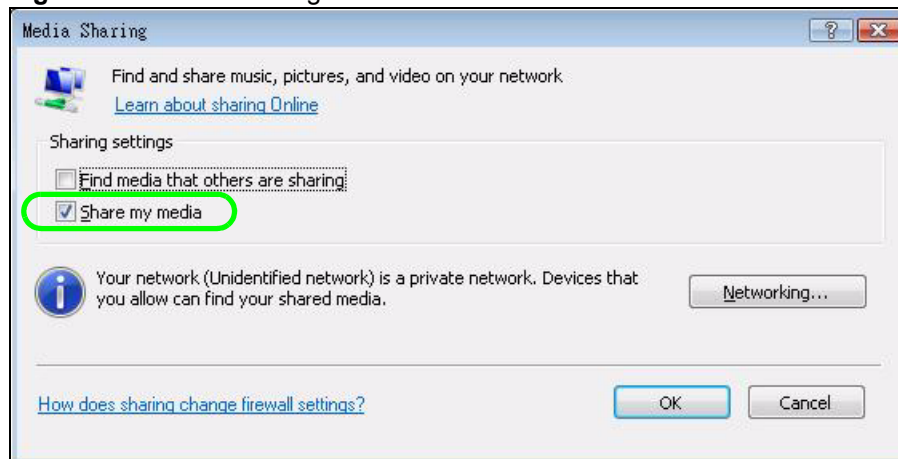 Media Sharing
Find and share music, pictures, and video on your network
Learn about sharing Online
Sharing settings
Find media that others are sharing
Share my media
Your network (Unidentified network) is a private network. Devices that
you allow can find your shared media.
Networking...
How does sharing change firewall settings?
OK
Cancel